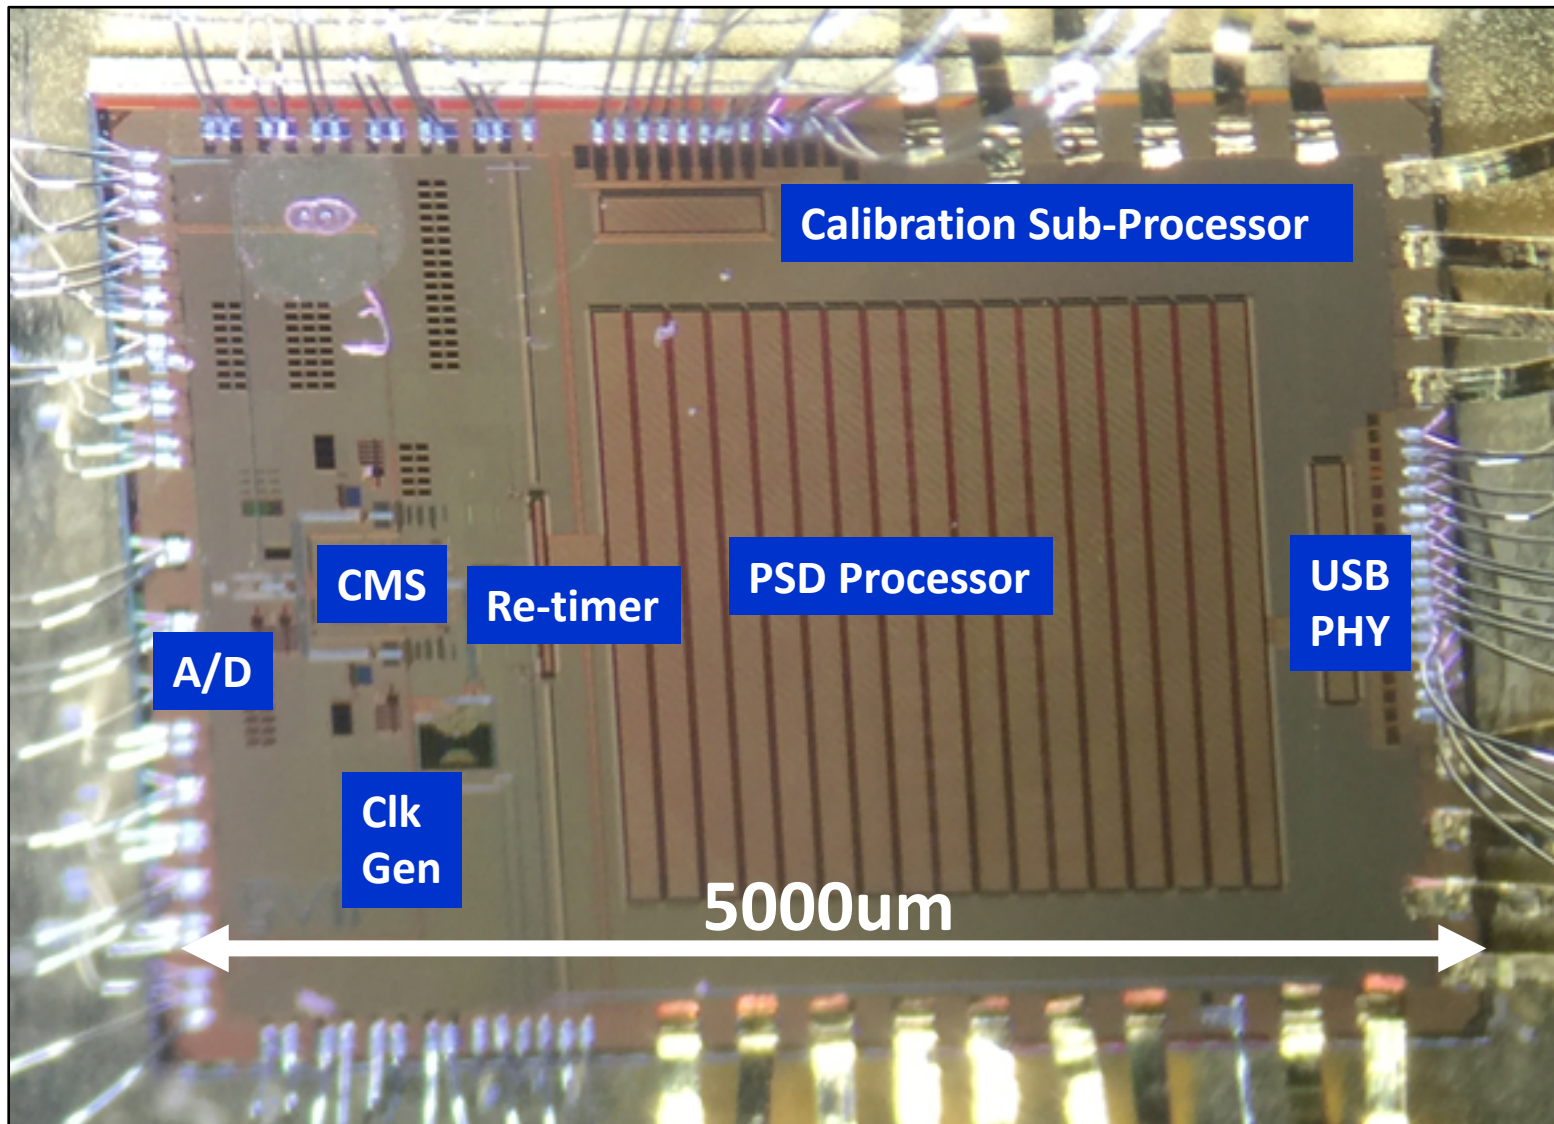 Calibration Sub-Processor
CMS
Re-timer
PSD Processor
USB
PHY
A/D
Clk
Gen
5000um